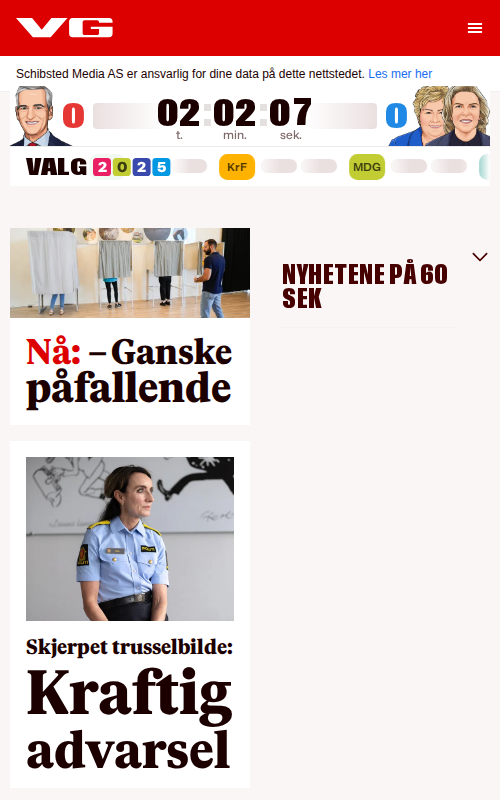 VG
Schibsted Media AS er ansvarlig for dine data på dette nettstedet. Les mer her
0 02:02:07 0
t. min. sek.
VALG 2025 KrF MDG
NYHETENE PÅ 60
SEK
Nå: – Ganske
påfallende
Skjerpet trusselbilde:
Kraftig
advarsel